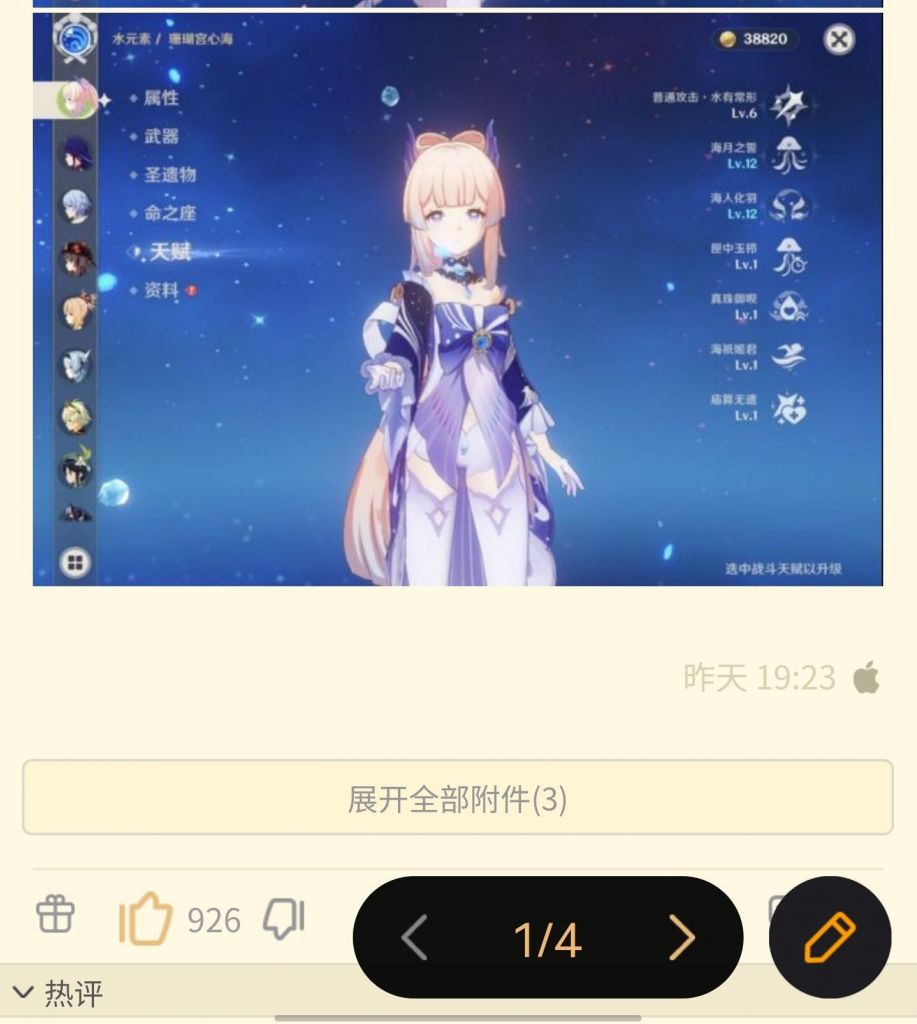 水元素 / 珊瑚宫心海
38820
属性
武器
圣遗物
命之座
天赋
资料
普通攻击·水有常形
Lv.6
海月之誓
Lv.12
海人化羽
Lv.12
匣中玉栉
Lv.1
真珠御呪
Lv.1
海祇姬君
Lv.1
庙算无遗
Lv.1
选中战斗天赋以升级
昨天 19:23
展开全部附件(3)
926
1/4
热评